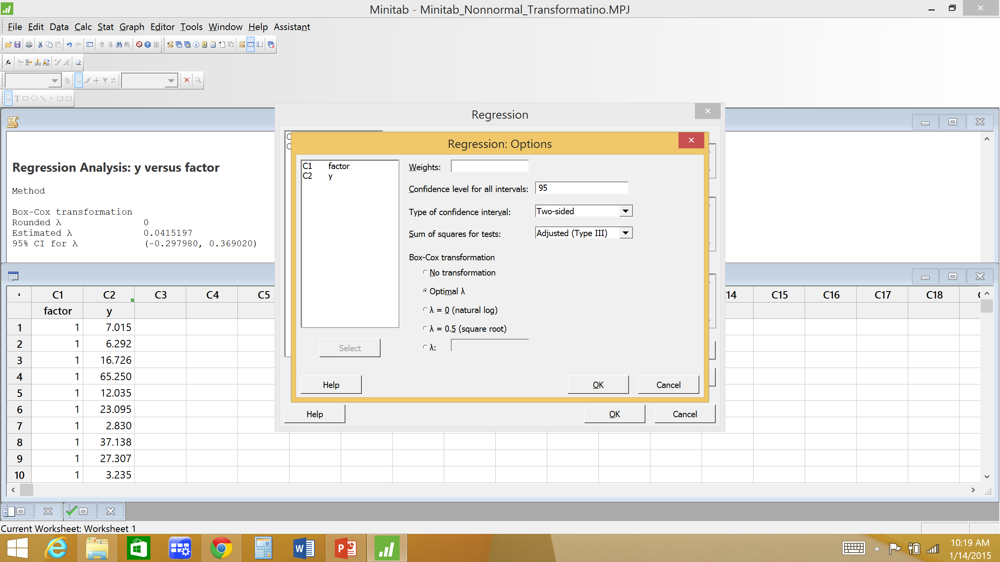 Minitab - Minitab_Nonnormal_Transformatino.MPJ
File Edit Data Calc Stat Graph Editor Tools Window Help Assistant
Regression
Regression: Options
C1 factor
C2 y
Weights:
Confidence level for all intervals: 95
Type of confidence interval: Two-sided
Sum of squares for tests: Adjusted (Type III)
Box-Cox transformation
No transformation
Optimal λ
λ = 0 (natural log)
λ = 0.5 (square root)
λ:
Select
Help OK Cancel
Help OK Cancel
Regression Analysis: y versus factor
Method
Box-Cox transformation
Rounded λ 0
Estimated λ 0.0415197
95% CI for λ (-0.297980, 0.369020)
C1 C2 C3 C4 C5 14 C15 C16 C17 C18
factor y
1 1 7.015
2 1 6.292
3 1 16.726
4 1 65.250
5 1 12.035
6 1 23.095
7 1 2.830
8 1 37.138
9 1 27.307
10 1 3.235
Current Worksheet: Worksheet 1
10:19 AM
1/14/2015